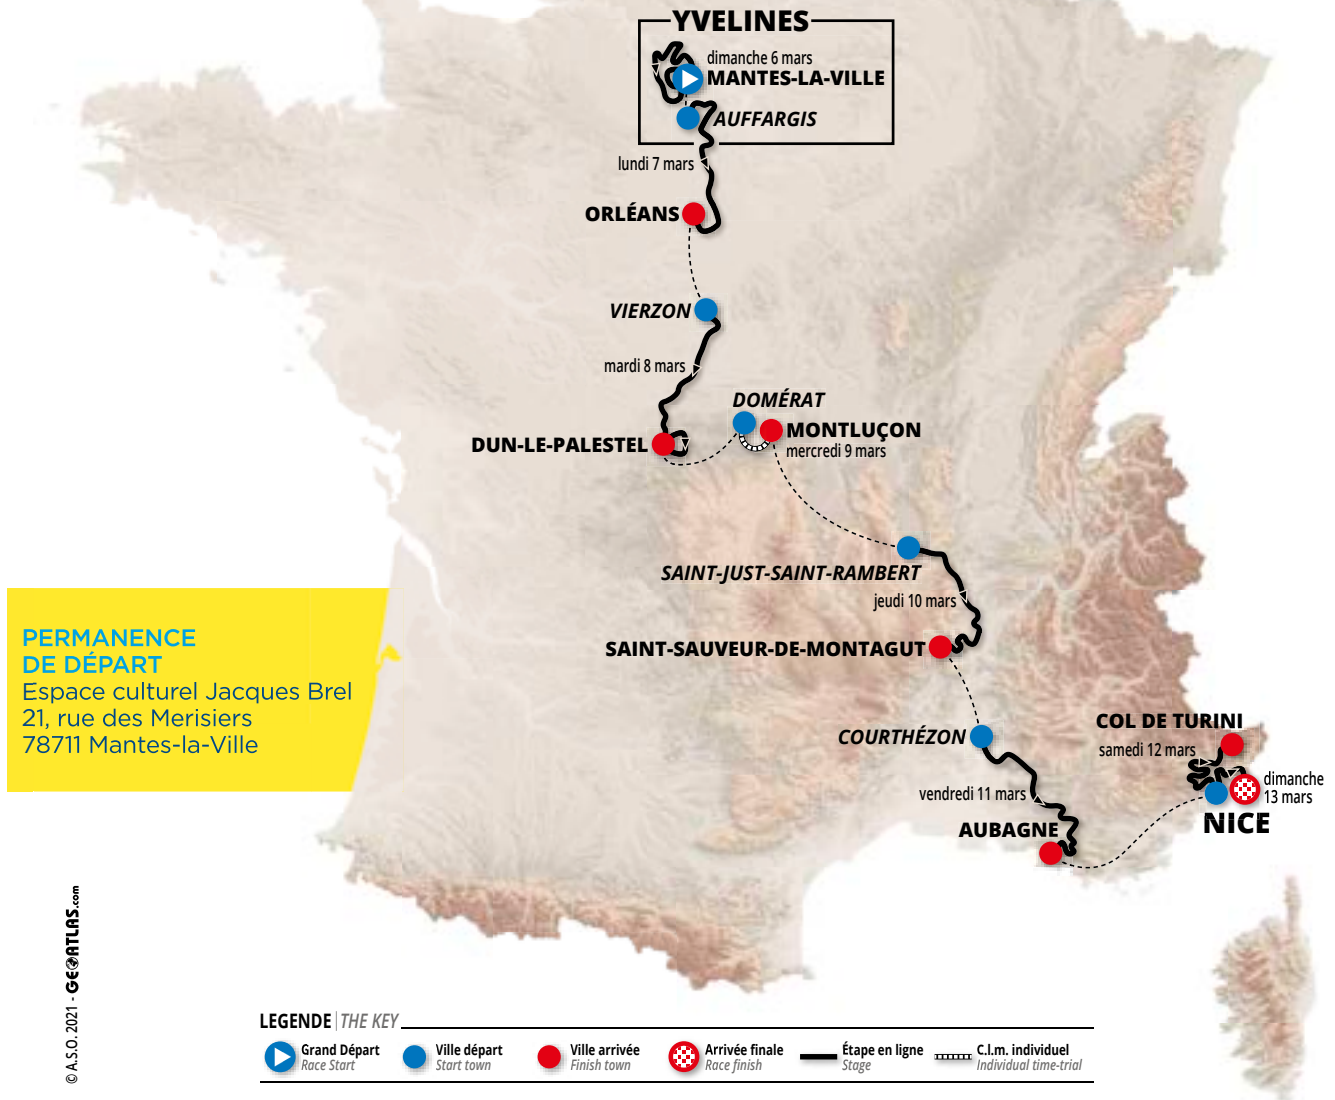 YVELINES
dimanche 6 mars
MANTES-LA-VILLE
AUFFARGIS
lundi 7 mars
ORLÉANS
VIERZON
mardi 8 mars
DOMÉRAT
DUN-LE-PALESTEL
MONTLUÇON
mercredi 9 mars
SAINT-JUST-SAINT-RAMBERT
jeudi 10 mars
SAINT-SAUVEUR-DE-MONTAGUT
PERMANENCE
DE DÉPART
Espace culturel Jacques Brel
21, rue des Merisiers
78711 Mantes-la-Ville
COURTHÉZON
COL DE TURINI
samedi 12 mars
dimanche
13 mars
vendredi 11 mars
NICE
AUBAGNE
© A.S.O. 2021 - GEOATLAS.com
LEGENDE | THE KEY
Grand Départ
Race Start
Ville départ
Start town
Ville arrivée
Finish town
Arrivée finale
Race finish
Étape en ligne
Stage
C.l.m. individuel
Individual time-trial